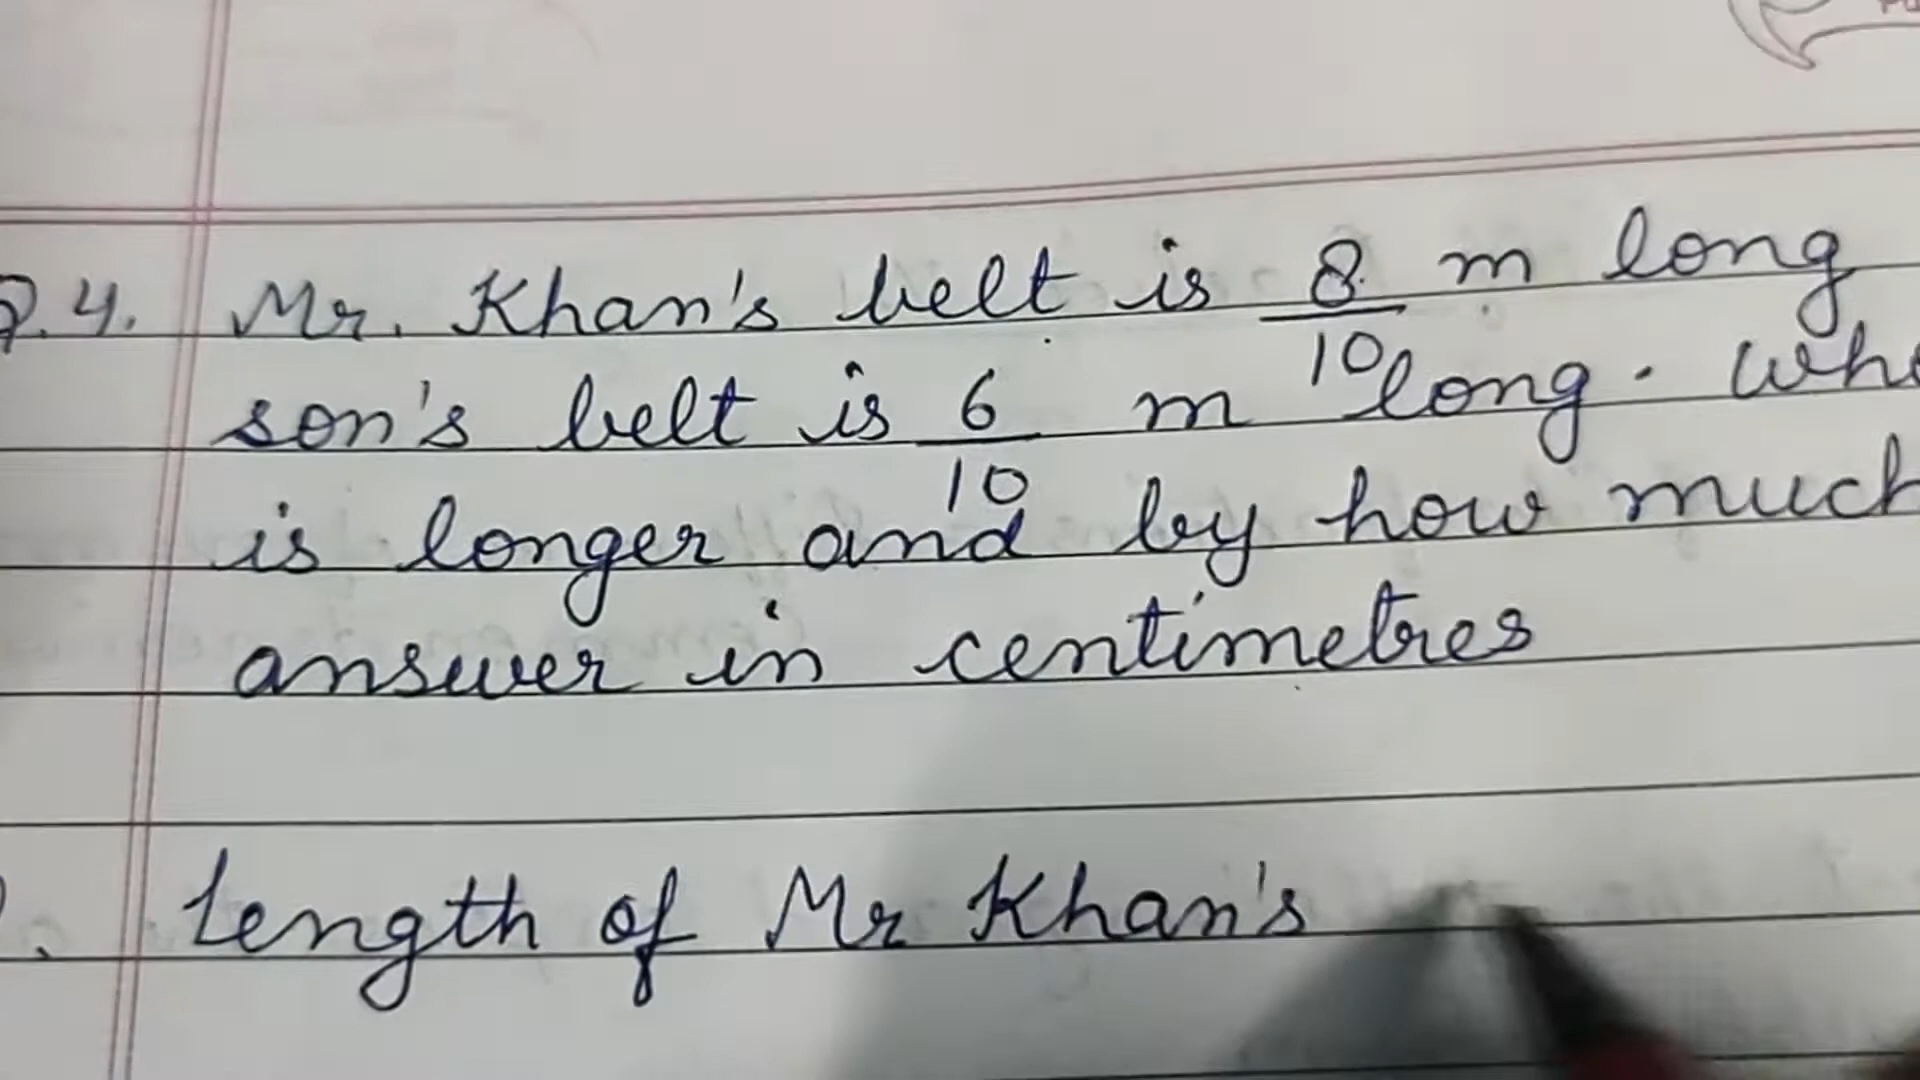 Q.4. Mr. Khan's belt is 8/10 m long
son's belt is 6/10 m long.
is longer and by how much
answer in centimetres
Length of Mr Khan's